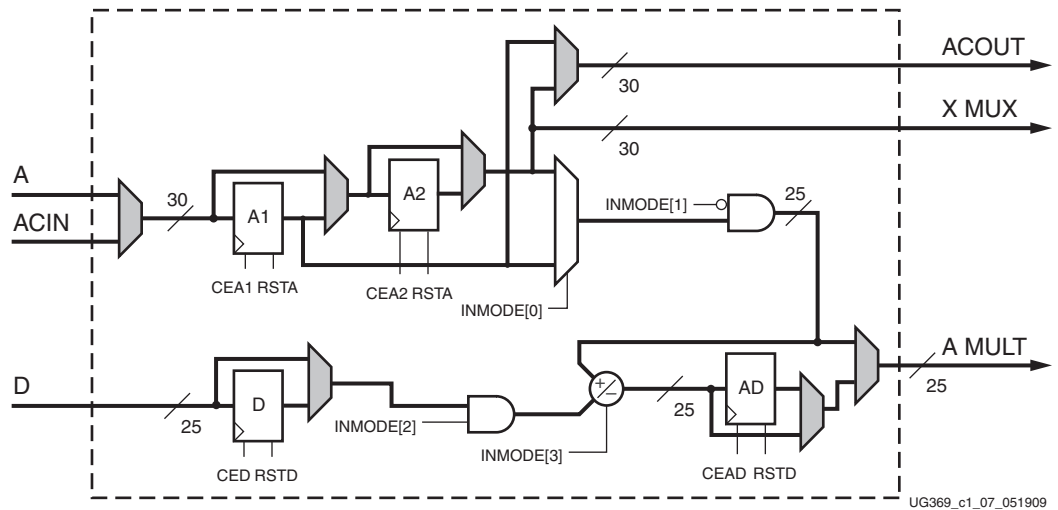 ACOUT
30
X MUX
30
A
30
ACIN
A1
A2
INMODE[1]
25
CEA1 RSTA
CEA2 RSTA
INMODE[0]
A MULT
25
D
25
D
+
–
25
AD
INMODE[2]
INMODE[3]
CED RSTD
CEAD RSTD
UG369_c1_07_051909